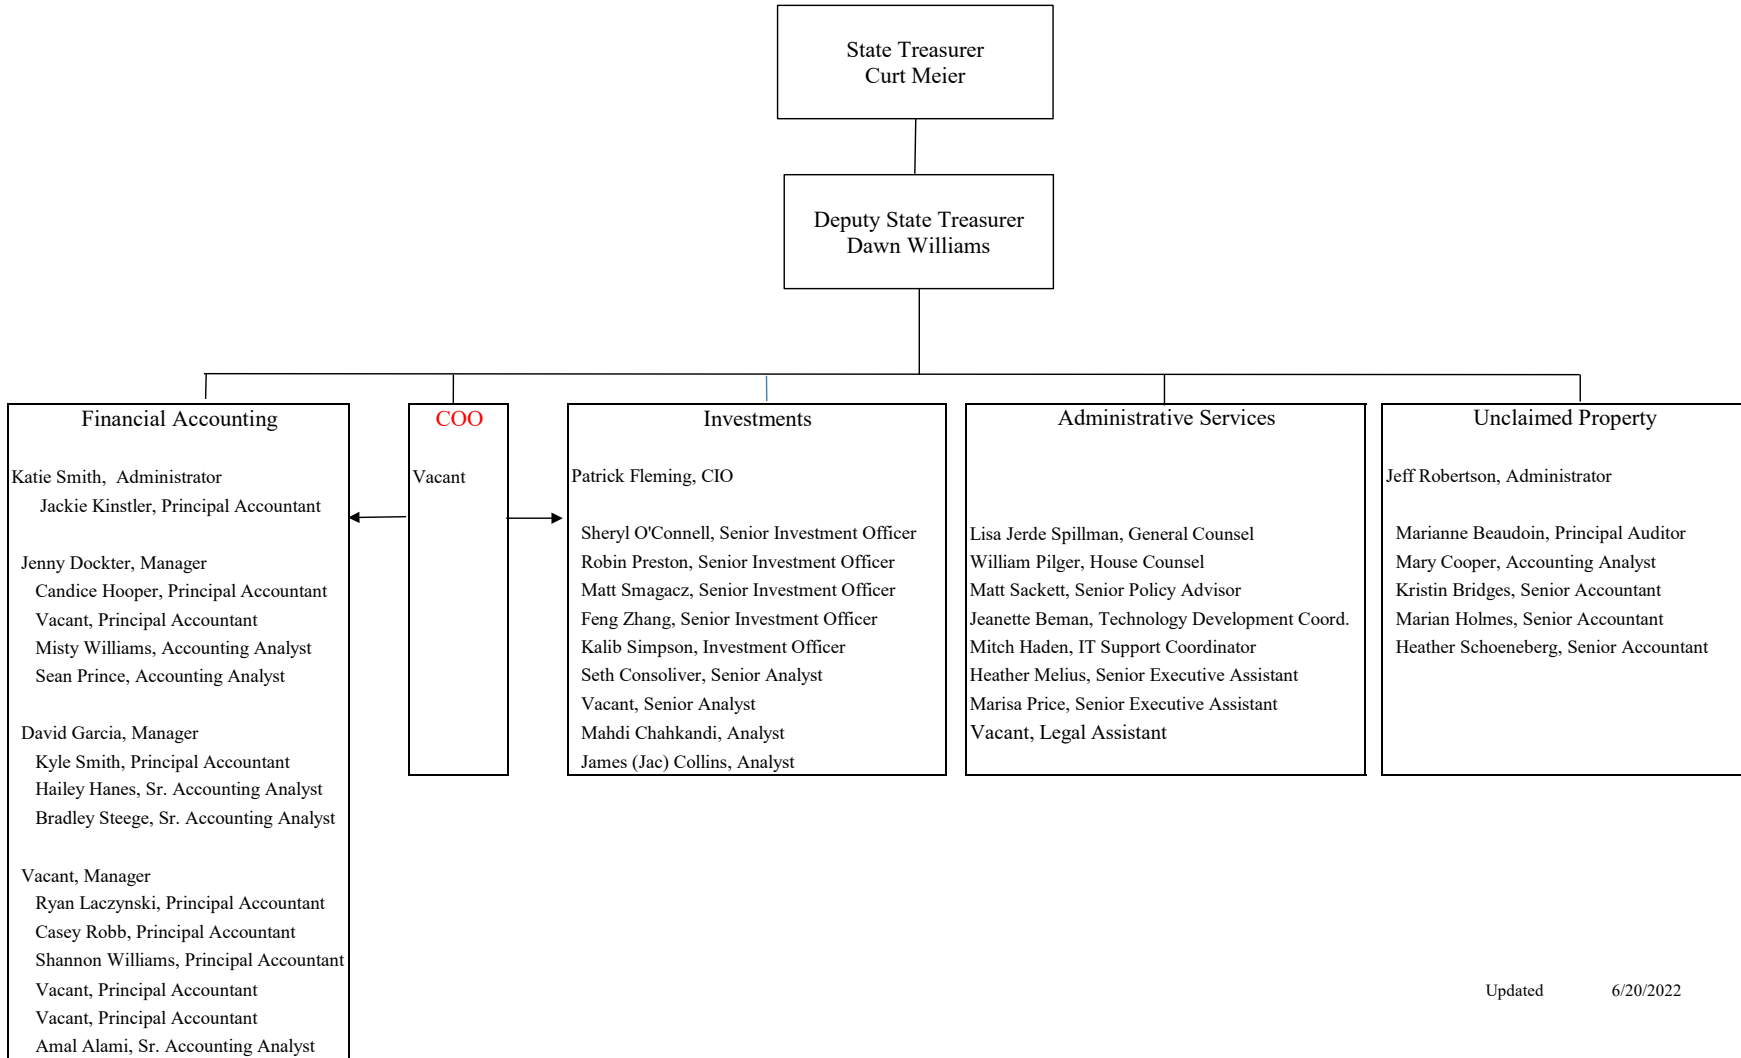 State Treasurer
Curt Meier
Deputy State Treasurer
Dawn Williams
Financial Accounting
Katie Smith,  Administrator
Jackie Kinstler, Principal Accountant
Jenny Dockter, Manager
Candice Hooper, Principal Accountant
Vacant, Principal Accountant
Misty Williams, Accounting Analyst
Sean Prince, Accounting Analyst
David Garcia, Manager
Kyle Smith, Principal Accountant
Hailey Hanes, Sr. Accounting Analyst
Bradley Steege, Sr. Accounting Analyst
Vacant, Manager
Ryan Laczynski, Principal Accountant
Casey Robb, Principal Accountant
Shannon Williams, Principal Accountant
Vacant, Principal Accountant
Vacant, Principal Accountant
Amal Alami, Sr. Accounting Analyst
COO
Vacant
Investments
Patrick Fleming, CIO
Sheryl O'Connell, Senior Investment Officer
Robin Preston, Senior Investment Officer
Matt Smagacz, Senior Investment Officer
Feng Zhang, Senior Investment Officer
Kalib Simpson, Investment Officer
Seth Consoliver, Senior Analyst
Vacant, Senior Analyst
Mahdi Chahkandi, Analyst
James (Jac) Collins, Analyst
Administrative Services
Lisa Jerde Spillman, General Counsel
William Pilger, House Counsel
Matt Sackett, Senior Policy Advisor
Jeanette Beman, Technology Development Coord.
Mitch Haden, IT Support Coordinator
Heather Melius, Senior Executive Assistant
Marisa Price, Senior Executive Assistant
Vacant, Legal Assistant
Unclaimed Property
Jeff Robertson, Administrator
Marianne Beaudoin, Principal Auditor
Mary Cooper, Accounting Analyst
Kristin Bridges, Senior Accountant
Marian Holmes, Senior Accountant
Heather Schoeneberg, Senior Accountant
Updated 6/20/2022